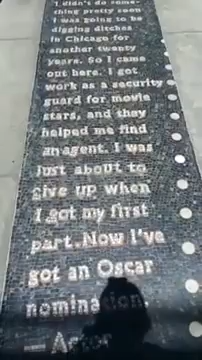 I didn't do some-
thing pretty soon
I was going to be
digging ditches
in Chicago for
another twenty
years. So I came
out here. I got
work as a security
guard for movie
stars, and they
helped me find
an agent. I was
just about to
give up when
I got my first
part. Now I've
got an Oscar
nomination.
— Actor